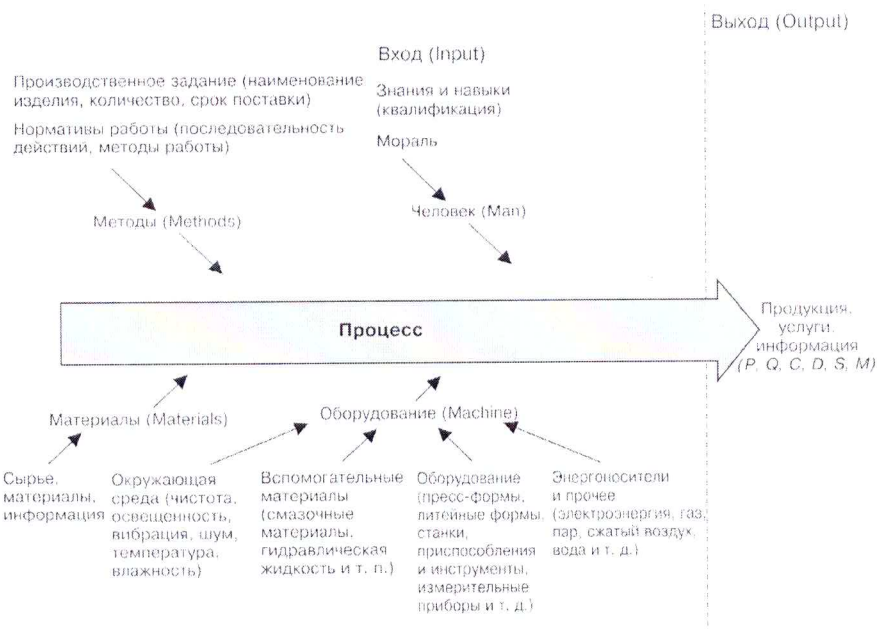 Выход (Output)
Вход (Input)
Производственное задание (наименование
изделия, количество, срок поставки)
Нормативы работы (последовательность
действий, методы работы)
Знания и навыки
(квалификация)
Мораль
Методы (Methods)
Человек (Man)
Процесс
Продукция,
услуги,
информация
(P, Q, C, D, S, M)
Материалы (Materials)
Оборудование (Machine)
Сырье,
материалы,
информация
Окружающая
среда (чистота,
освещенность,
вибрация, шум,
температура,
влажность)
Вспомогательные
материалы
(смазочные
материалы,
гидравлическая
жидкость и т. п.)
Оборудование
(пресс-формы,
литейные формы,
станки,
приспособления
и инструменты,
измерительные
приборы и т. д.)
Энергоносители
и прочее
(электроэнергия, газ,
пар, сжатый воздух,
вода и т. д.)